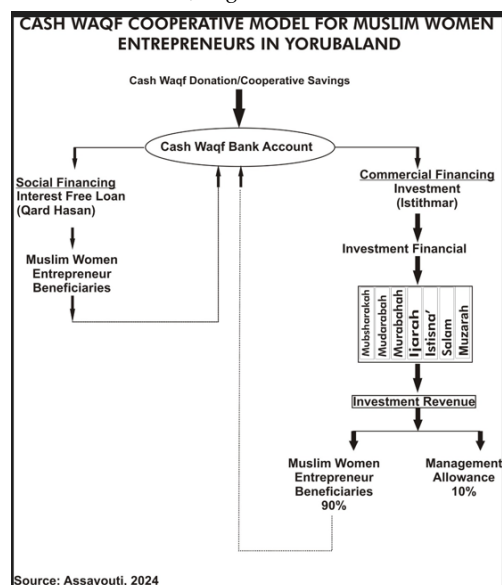 CASH WAQF COOPERATIVE MODEL FOR MUSLIM WOMEN
ENTREPRENEURS IN YORUBALAND
Cash Waqf Donation/Cooperative Savings
Cash Waqf Bank Account
Social Financing
Interest Free Loan
(Qard Hasan)
Muslim Women
Entrepreneur
Beneficiaries
Commercial Financing
Investment
(Istithmar)
Investment Financial
Mubsharakah
Mudarabah
Murabahah
Ijarah
Istisna'
Salam
Muzarah
Investment Revenue
Muslim Women
Entrepreneur
Beneficiaries
90%
Management
Allowance
10%
Source: Assayouti, 2024